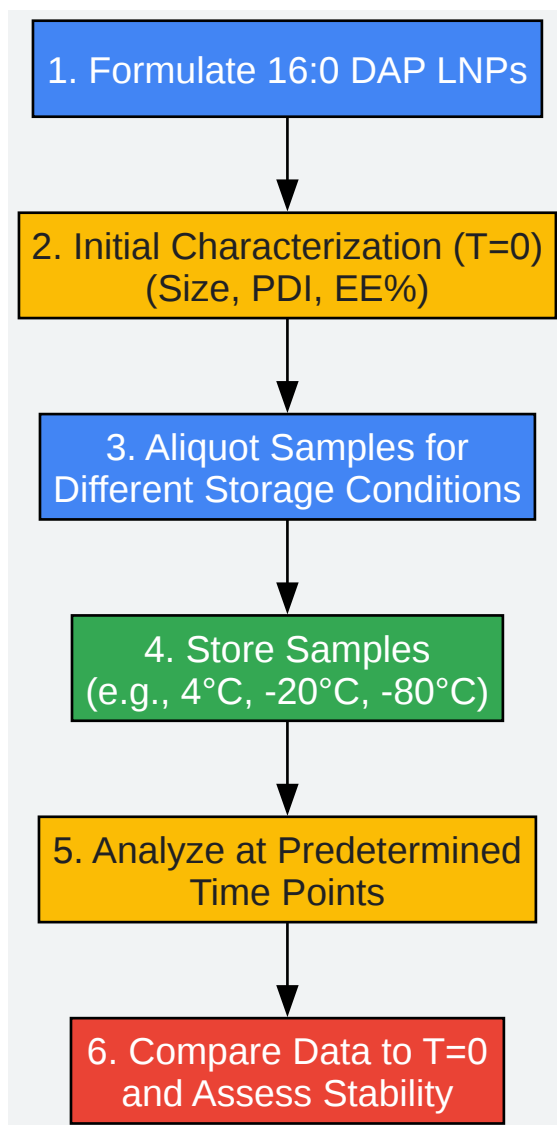 1. Formulate 16:0 DAP LNPs
2. Initial Characterization (T=0)
(Size, PDI, EE%)
3. Aliquot Samples for
Different Storage Conditions
4. Store Samples
(e.g., 4°C, -20°C, -80°C)
5. Analyze at Predetermined
Time Points
6. Compare Data to T=0
and Assess Stability